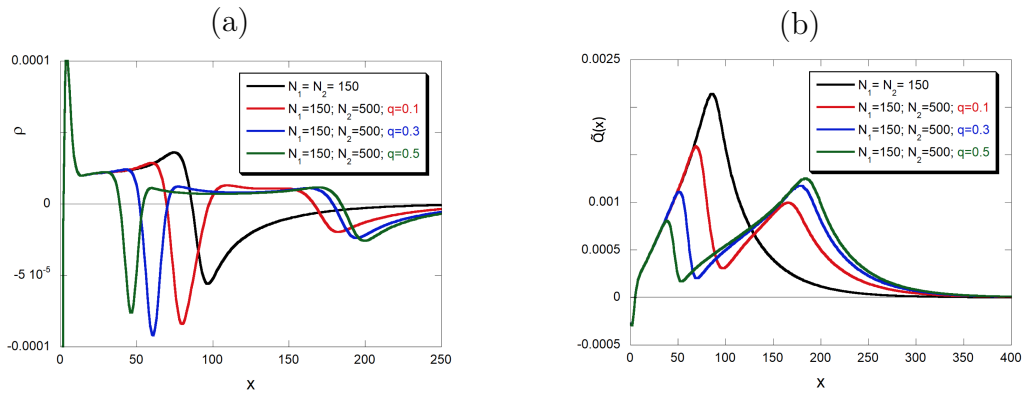 (a)
0.0001
0
-5 10⁻⁵
-0.0001
ρ
0 50 100 150 200 250
x
N₁= N₂= 150
N₁=150; N₂=500; q=0.1
N₁=150; N₂=500; q=0.3
N₁=150; N₂=500; q=0.5
(b)
0.0025
0.001
0.0005
0
-0.0005
Q̃(x)
0 50 100 150 200 250 300 350 400
x
N₁= N₂= 150
N₁=150; N₂=500; q=0.1
N₁=150; N₂=500; q=0.3
N₁=150; N₂=500; q=0.5